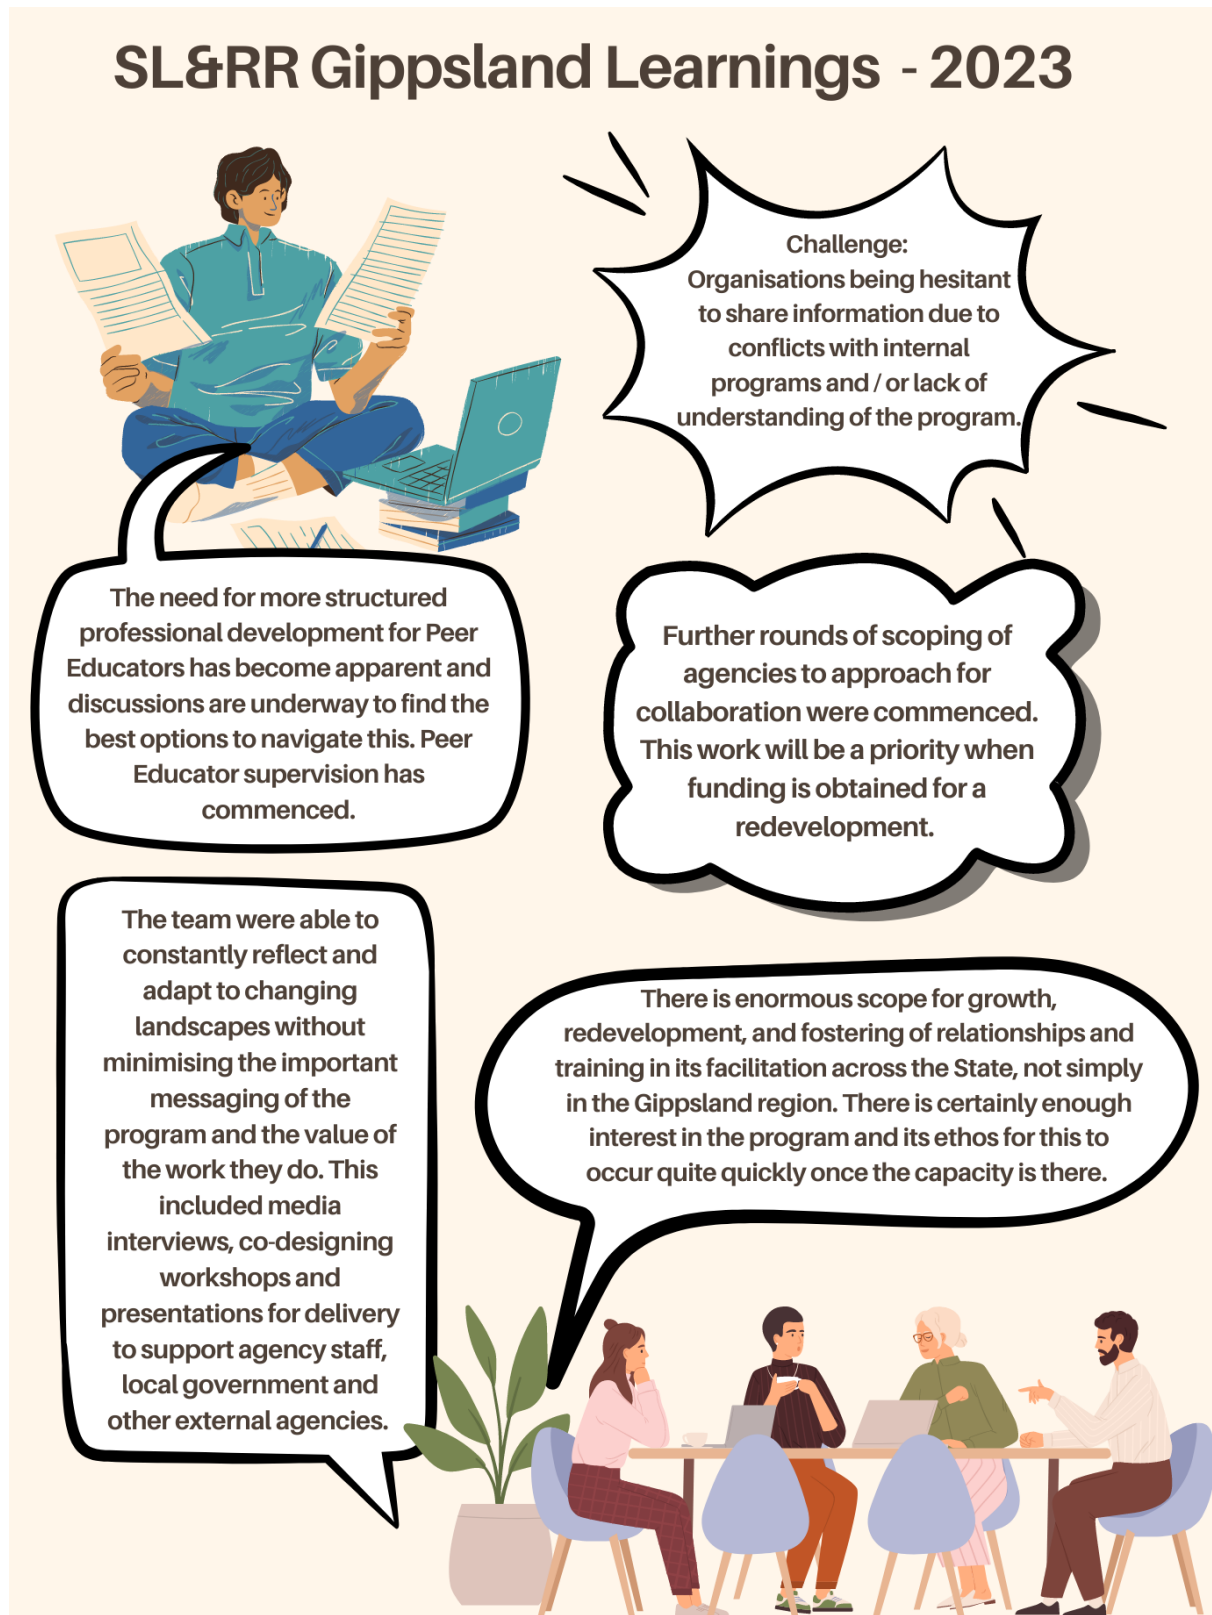 SL&RR Gippsland Learnings - 2023
Challenge:
Organisations being hesitant
to share information due to
conflicts with internal
programs and / or lack of
understanding of the program.
The need for more structured
professional development for Peer
Educators has become apparent and
discussions are underway to find the
best options to navigate this. Peer
Educator supervision has
commenced.
Further rounds of scoping of
agencies to approach for
collaboration were commenced.
This work will be a priority when
funding is obtained for a
redevelopment.
The team were able to
constantly reflect and
adapt to changing
landscapes without
minimising the important
messaging of the
program and the value of
the work they do. This
included media
interviews, co-designing
workshops and
presentations for delivery
to support agency staff,
local government and
other external agencies.
There is enormous scope for growth,
redevelopment, and fostering of relationships and
training in its facilitation across the State, not simply
in the Gippsland region. There is certainly enough
interest in the program and its ethos for this to
occur quite quickly once the capacity is there.